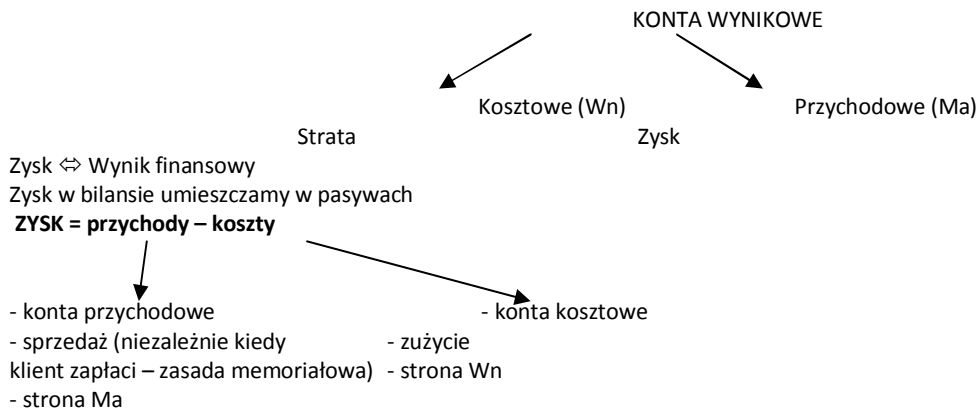 KONTA WYNIKOWE
Kosztowe (Wn) Przychodowe (Ma)
Strata Zysk
Zysk ⇔ Wynik finansowy
Zysk w bilansie umieszczamy w pasywach
ZYSK = przychody – koszty
- konta przychodowe - konta kosztowe
- sprzedaż (niezależnie kiedy - zużycie
klient zapłaci – zasada memoriałowa) - strona Wn
- strona Ma